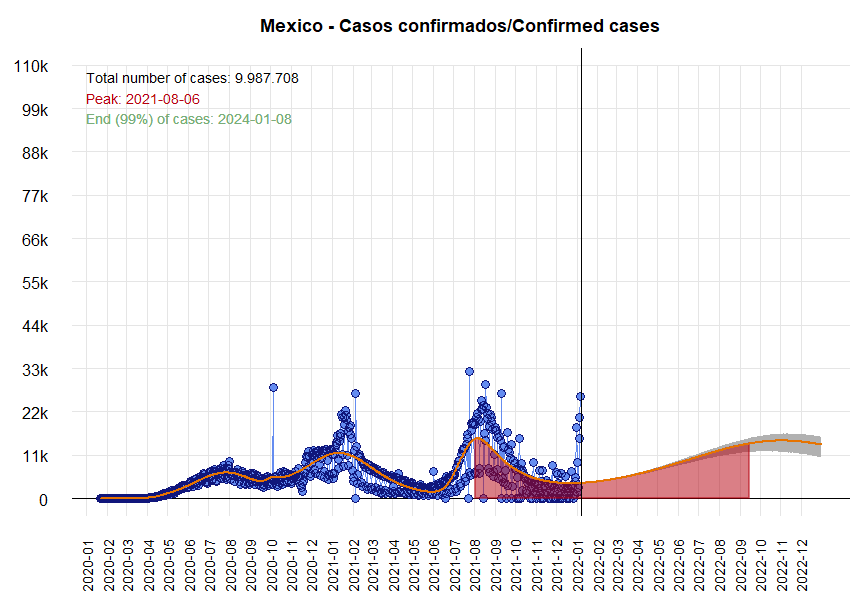 Mexico - Casos confirmados/Confirmed cases
Total number of cases: 9.987.708
Peak: 2021-08-06
End (99%) of cases: 2024-01-08
110k
99k
88k
77k
66k
55k
44k
33k
22k
11k
0
2020-01
2020-02
2020-03
2020-04
2020-05
2020-06
2020-07
2020-08
2020-09
2020-10
2020-11
2020-12
2021-01
2021-02
2021-03
2021-04
2021-05
2021-06
2021-07
2021-08
2021-09
2021-10
2021-11
2021-12
2022-01
2022-02
2022-03
2022-04
2022-05
2022-06
2022-07
2022-08
2022-09
2022-10
2022-11
2022-12